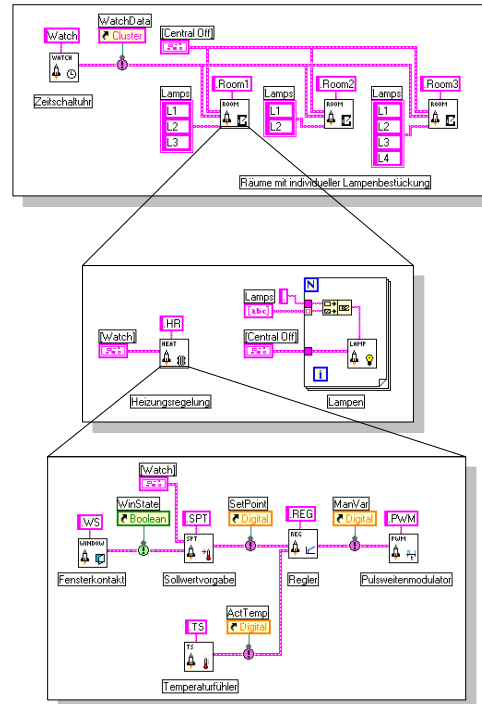 WatchData
[Watch
Cluster
[Central Off]
WATCH
Zeitschaltuhr
.Room1
.Room2
.Room3
Lamps
Lamps
Lamps
ROOM
ROOM
ROOM
L1
L2
L3
L1
L2
L1
L2
L3
L4
Räume mit individueller Lampenbestückung
N
Lamps
[abc]
.HR
[Watch]
[Central Off]
HEAT
LAMP
i
Heizungsregelung
Lampen
[Watch]
WinState
SetPoint
ManVar
.WS
Boolean
.SPT
Digital
.REG
Digital
.PWM
WINDOW
SPT
REG
PWM
Fensterkontakt
Sollwertvorgabe
Regler
Pulsweitenmodulator
ActTemp
.TS
Digital
TS
Temperaturfühler